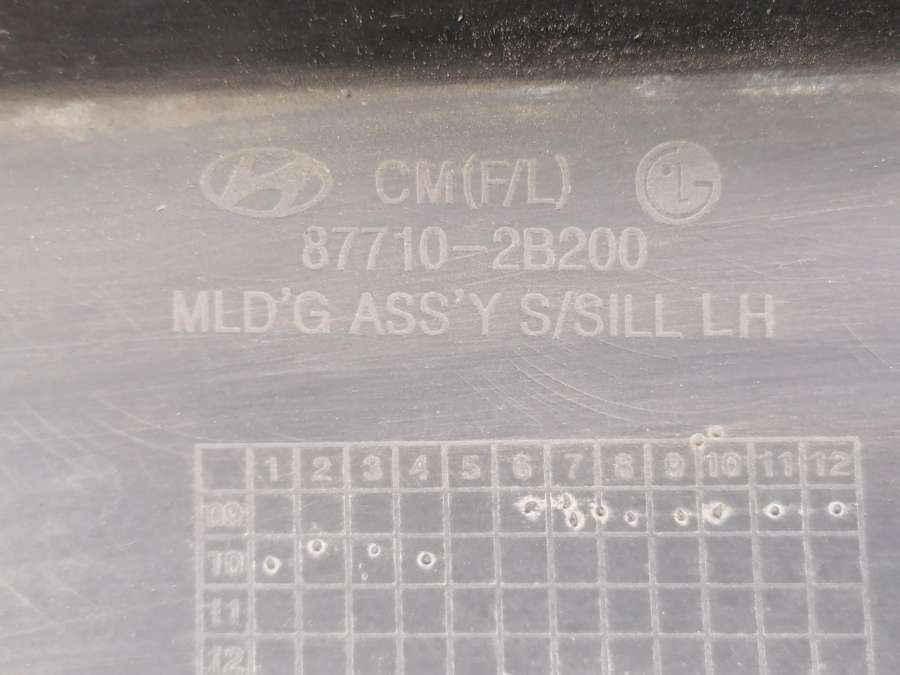 CM(F/L)
87710-2B200
MLD'G ASS'Y S/SILL LH
1 2 3 4 5 6 7 8 9 10 11 12
09
10
11
12